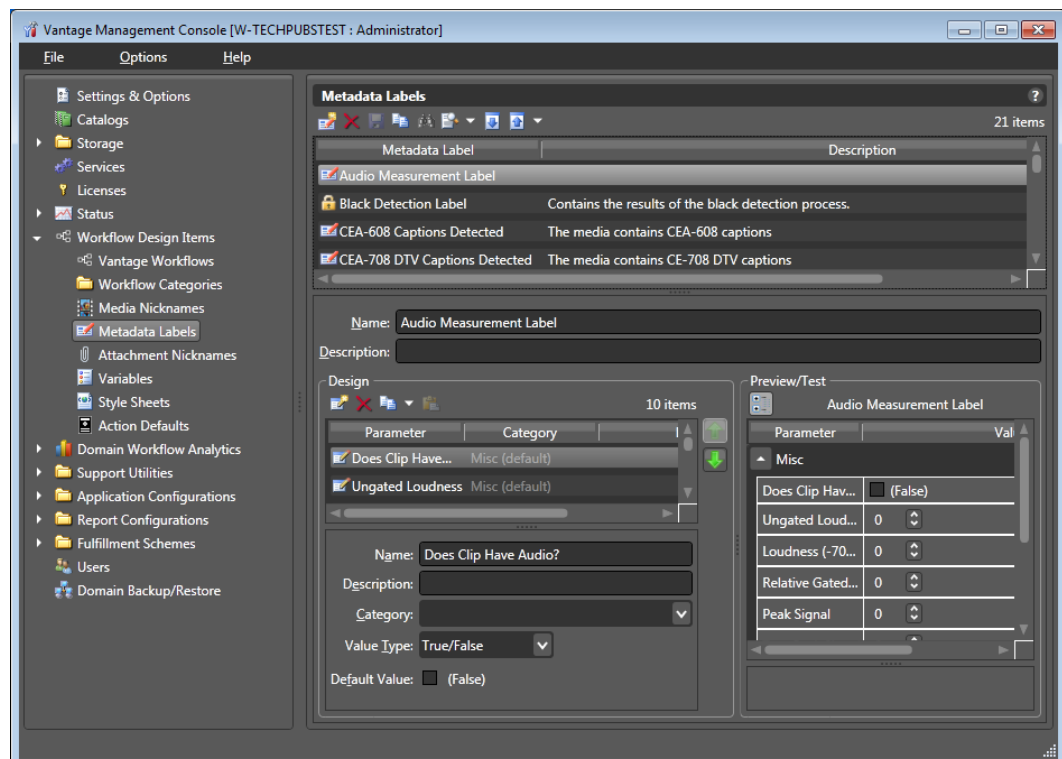 Vantage Management Console [W-TECHPUBSTEST : Administrator]
File Options Help
Settings & Options
Catalogs
Storage
Services
Licenses
Status
Workflow Design Items
Vantage Workflows
Workflow Categories
Media Nicknames
Metadata Labels
Attachment Nicknames
Variables
Style Sheets
Action Defaults
Domain Workflow Analytics
Support Utilities
Application Configurations
Report Configurations
Fulfillment Schemes
Users
Domain Backup/Restore
Metadata Labels ?
21 items
Metadata Label Description
Audio Measurement Label
Black Detection Label Contains the results of the black detection process.
CEA-608 Captions Detected The media contains CEA-608 captions
CEA-708 DTV Captions Detected The media contains CE-708 DTV captions
Name: Audio Measurement Label
Description:
Design
10 items
Parameter Category
Does Clip Have... Misc (default)
Ungated Loudness Misc (default)
Name: Does Clip Have Audio?
Description:
Category:
Value Type: True/False
Default Value: (False)
Preview/Test
Audio Measurement Label
Parameter Val
Misc
Does Clip Hav... (False)
Ungated Loud... 0
Loudness (-70... 0
Relative Gated... 0
Peak Signal 0